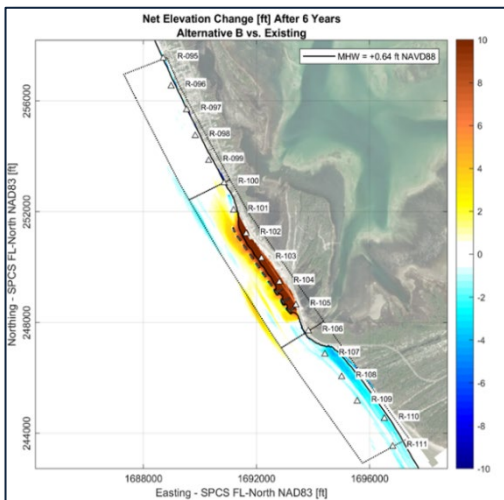 Net Elevation Change [ft] After 6 Years
Alternative B vs. Existing
MHW = +0.64 ft NAVD88
R-095
R-096
R-097
R-098
R-099
R-100
R-101
R-102
R-103
R-104
R-105
R-106
R-107
R-108
R-109
R-110
R-111
Northing - SPCS FL-North NAD83 [ft]
256000
252000
248000
244000
1688000
1692000
1696000
Easting - SPCS FL-North NAD83 [ft]
10
8
6
4
2
0
-2
-4
-6
-8
-10